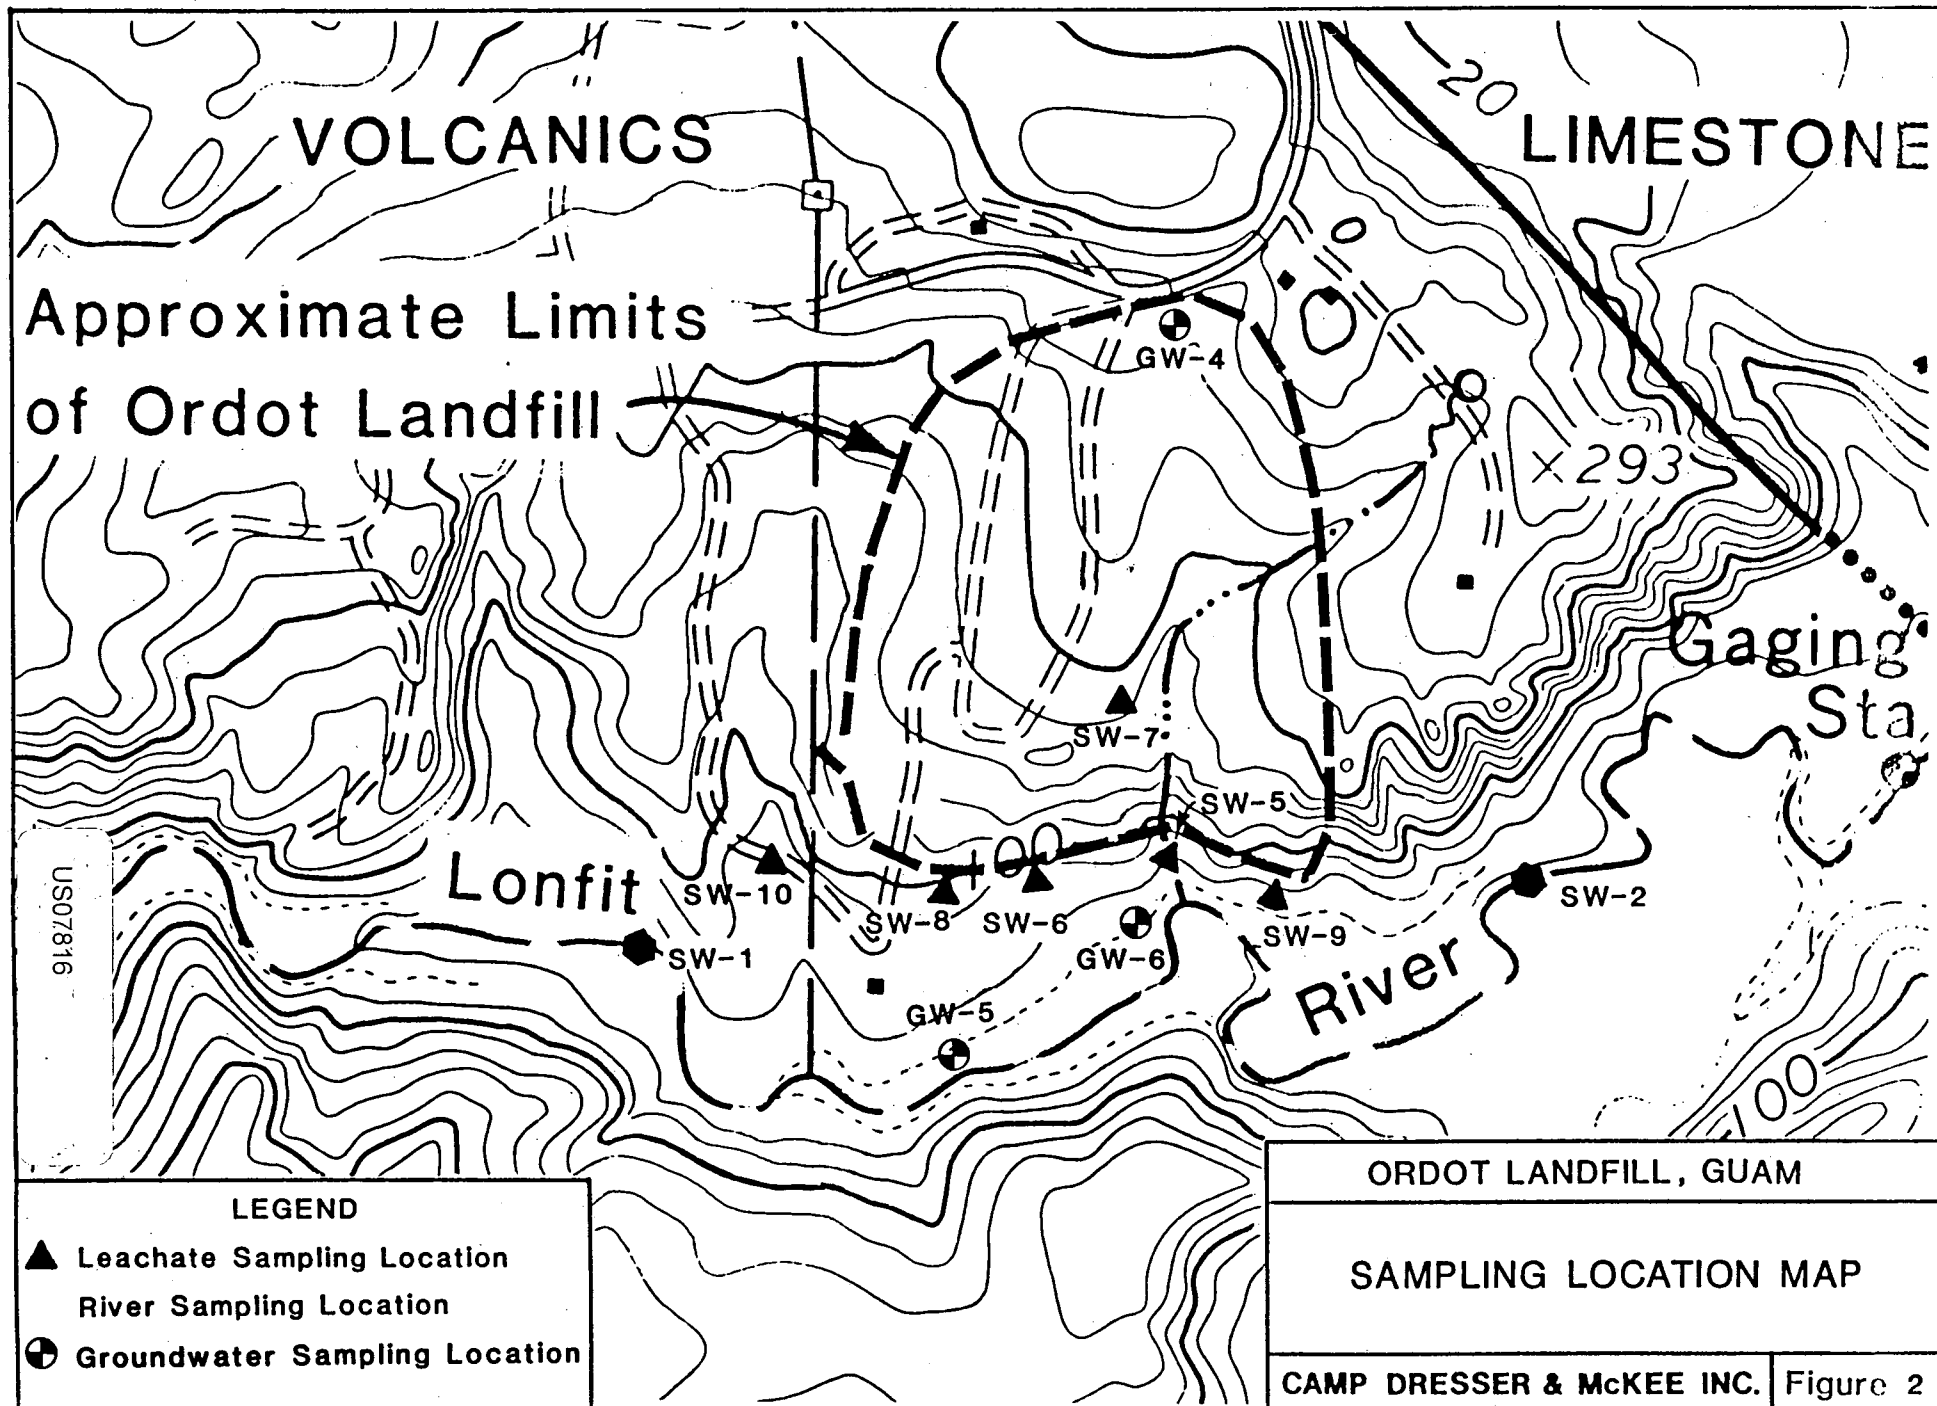 20
VOLCANICS
LIMESTONE
Approximate Limits
of Ordot Landfill
GW-4
×293
Gaging
Sta.
SW-7
SW-5
100
Lonfit
SW-10
SW-8
SW-6
SW-2
SW-1
GW-6
SW-9
River
GW-5
100
US07816
LEGEND
Leachate Sampling Location
River Sampling Location
Groundwater Sampling Location
ORDOT LANDFILL, GUAM
SAMPLING LOCATION MAP
CAMP DRESSER & McKEE INC.
Figure 2